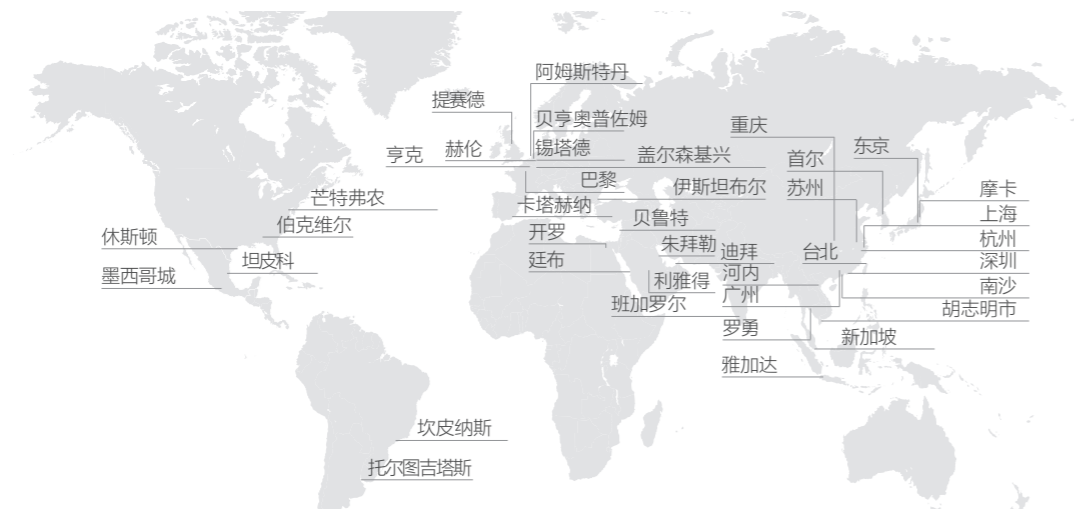 阿姆斯特丹
提赛德
贝亨奥普佐姆
重庆
亨克
赫伦
锡塔德
盖尔森基兴
首尔
东京
巴黎
伊斯坦布尔
苏州
摩卡
芒特弗农
卡塔赫纳
贝鲁特
上海
伯克维尔
休斯顿
开罗
朱拜勒
迪拜
台北
杭州
坦皮科
廷布
河内
深圳
墨西哥城
利雅得
南沙
班加罗尔
广州
胡志明市
罗勇
新加坡
雅加达
坎皮纳斯
托尔图吉塔斯